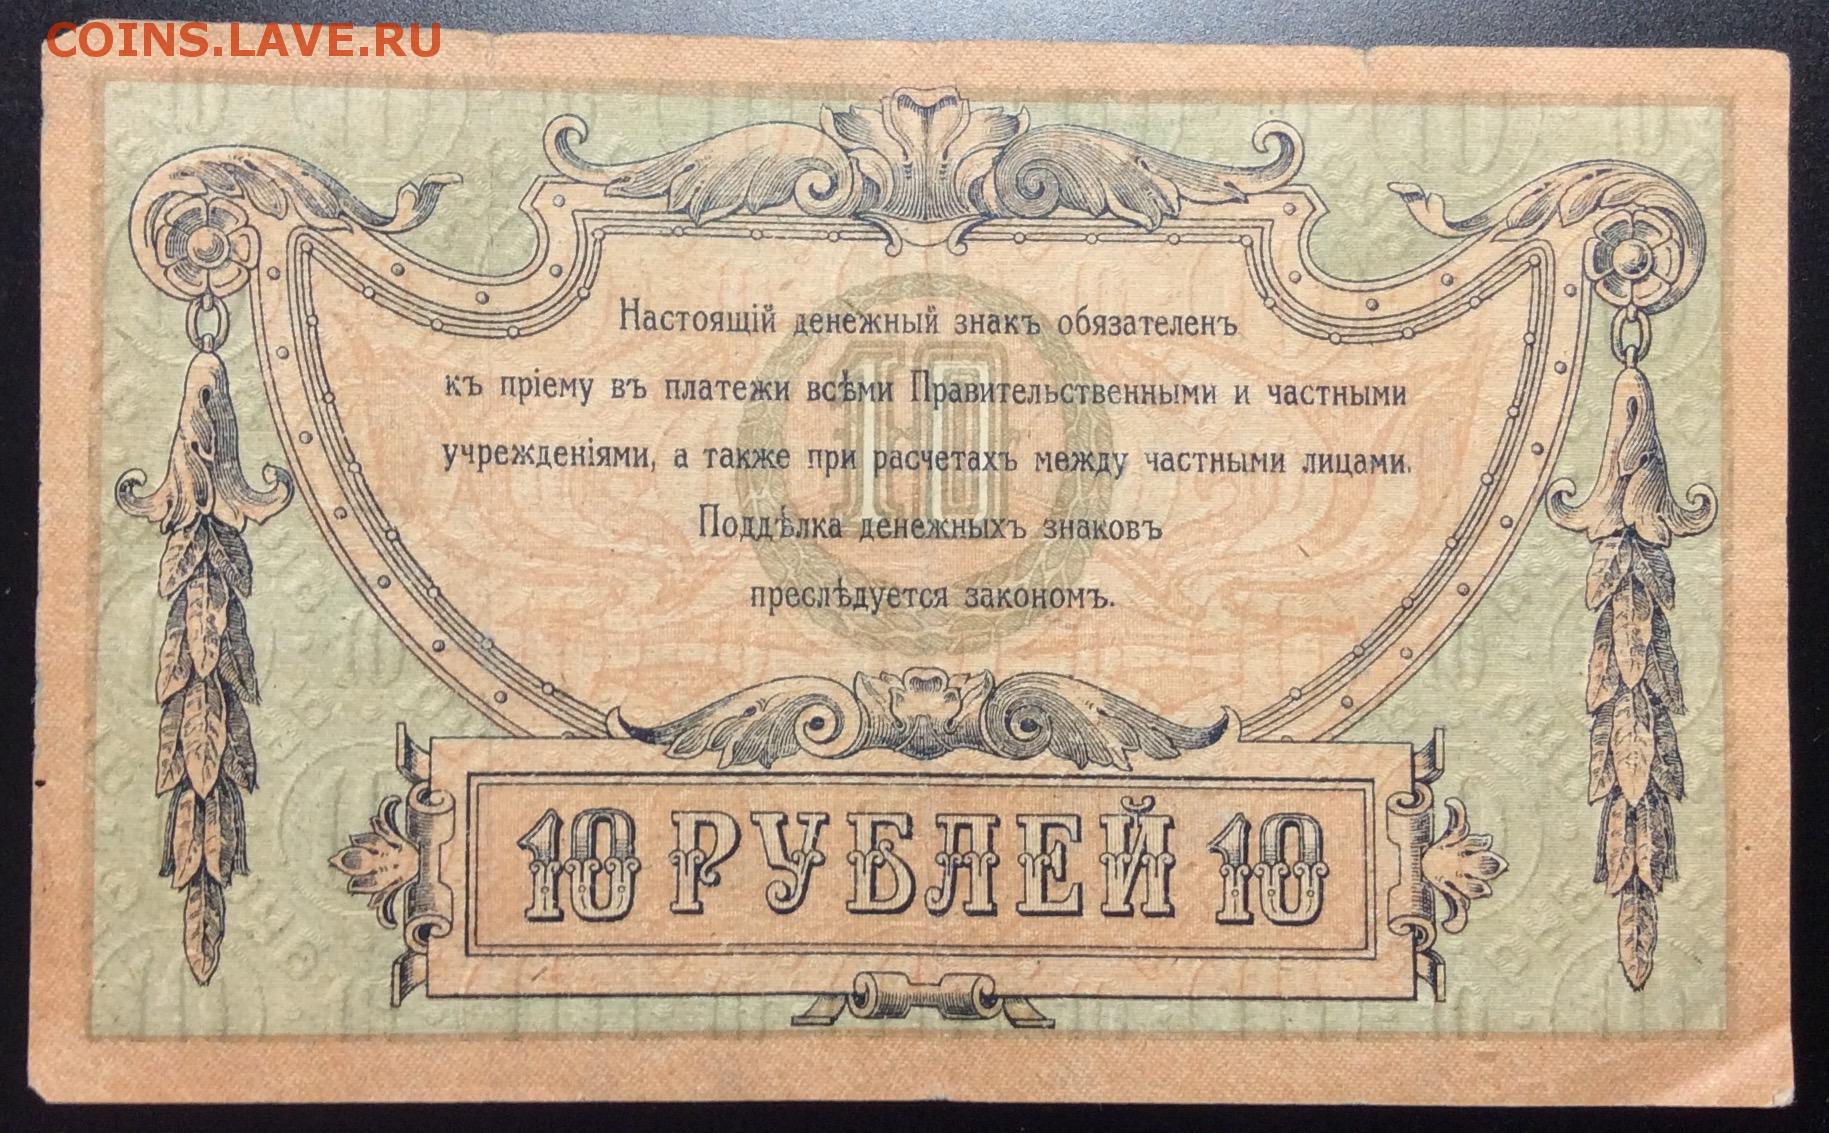 COINS.LAVE.RU
Настоящій денежный знакъ обязателенъ
къ пріему въ платежи всѣми Правительственными и частными
учрежденіями, а также при расчетахъ между частными лицами.
Поддѣлка денежныхъ знаковъ
преслѣдуется закономъ.
10
10 РУБЛЕЙ 10